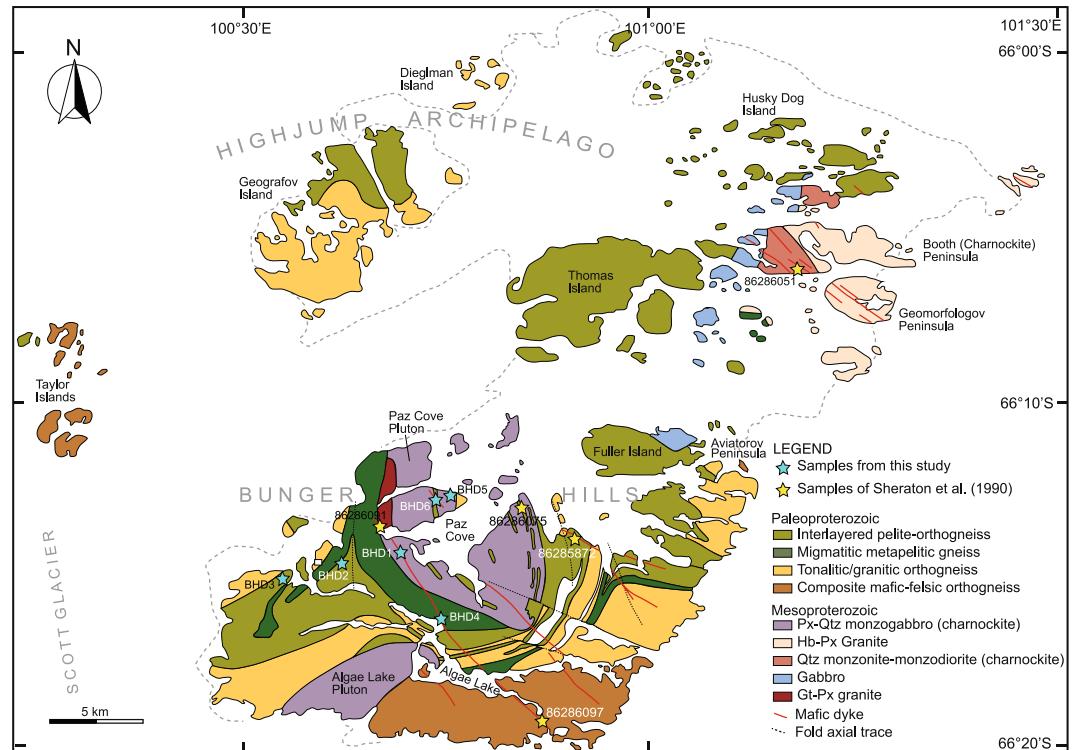 100°30'E
101°00'E
101°30'E
66°00'S
N
Dieglman
Island
Husky Dog
Island
HIGHJUMP ARCHIPELAGO
Geografov
Island
Booth (Charnockite)
Peninsula
Thomas
Island
86286051
Geomorfologov
Peninsula
Taylor
Islands
66°10'S
Paz Cove
Pluton
Fuller Island
Aviatorov
Peninsula
BUNGER HILLS
BHD5
BHD6
86286091
86286075
Paz
Cove
BHD1
86285872
BHD2
BHD3
BHD4
SCOTT GLACIER
Algae Lake
Pluton
Algae Lake
86286097
5 km
66°20'S
LEGEND
Samples from this study
Samples of Sheraton et al. (1990)
Paleoproterozoic
Interlayered pelite-orthogneiss
Migmatitic metapelitic gneiss
Tonalitic/granitic orthogneiss
Composite mafic-felsic orthogneiss
Mesoproterozoic
Px-Qtz monzogabbro (charnockite)
Hb-Px Granite
Qtz monzonite-monzodiorite (charnockite)
Gabbro
Gt-Px granite
Mafic dyke
Fold axial trace